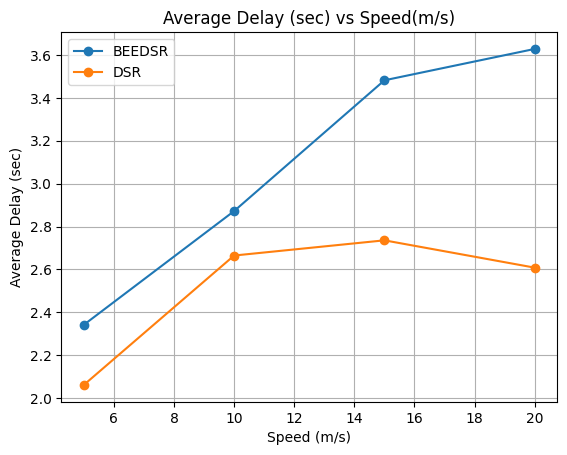 Average Delay (sec) vs Speed(m/s)
BEEDSR
DSR
Average Delay (sec)
3.6
3.4
3.2
3.0
2.8
2.6
2.4
2.2
2.0
6 8 10 12 14 16 18 20
Speed (m/s)